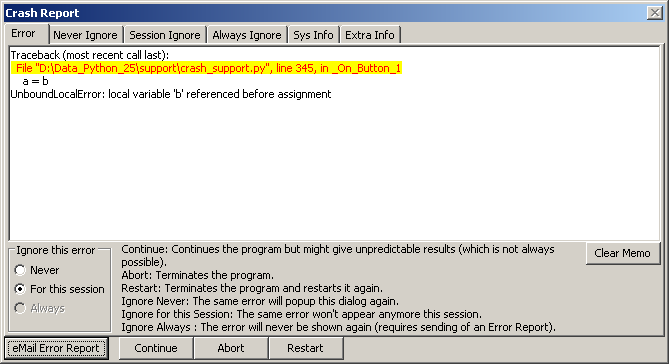 Crash Report
Error Never Ignore Session Ignore Always Ignore Sys Info Extra Info
Traceback (most recent call last):
File "D:\Data_Python_25\support\crash_support.py", line 345, in _On_Button_1
a = b
UnboundLocalError: local variable 'b' referenced before assignment
Ignore this error
Never
For this session
Always
Continue: Continues the program but might give unpredictable results (which is not always
possible).
Abort: Terminates the program.
Restart: Terminates the program and restarts it again.
Ignore Never: The same error will popup this dialog again.
Ignore for this Session: The same error won't appear anymore this session.
Ignore Always : The error will never be shown again (requires sending of an Error Report).
Clear Memo
eMail Error Report Continue Abort Restart